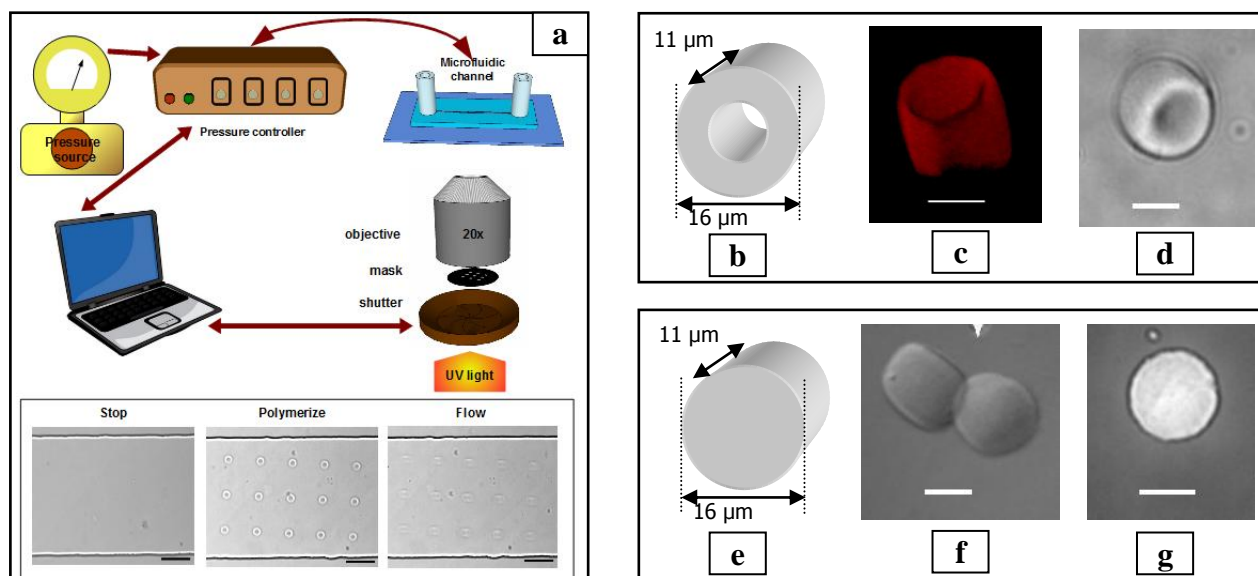 a
Pressure
source
Pressure controller
Microfluidic
channel
objective
20x
mask
shutter
UV light
Stop
Polymerize
Flow
11 µm
16 µm
b
c
d
11 µm
16 µm
e
f
g